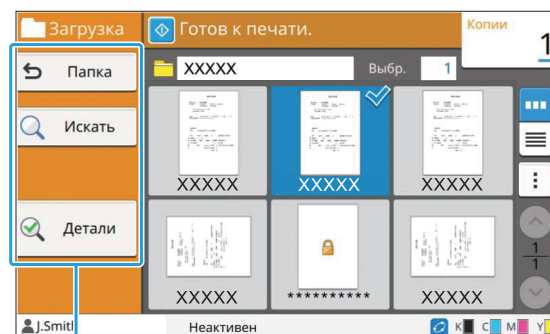 Загрузка
Готов к печати.
Копии
1
Папка
XXXXX
Выбр. 1
Искать
XXXXX
XXXXX
XXXXX
Детали
1
1
XXXXX
**********
XXXXX
J.Smith
Неактивен
K C M Y